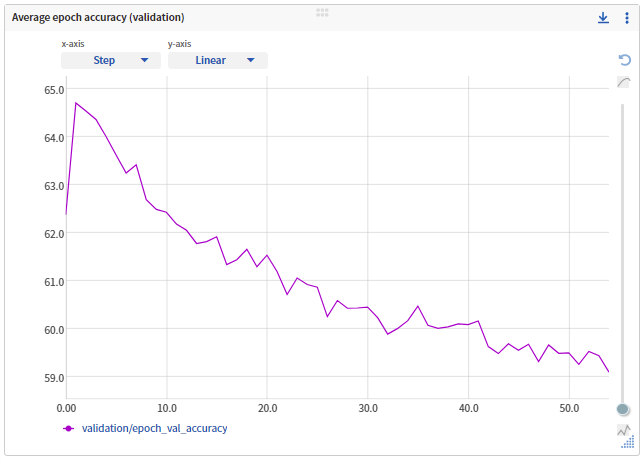 Average epoch accuracy (validation)
x-axis
y-axis
Step
Linear
65.0
64.0
63.0
62.0
61.0
60.0
59.0
0.00 10.0 20.0 30.0 40.0 50.0
validation/epoch_val_accuracy